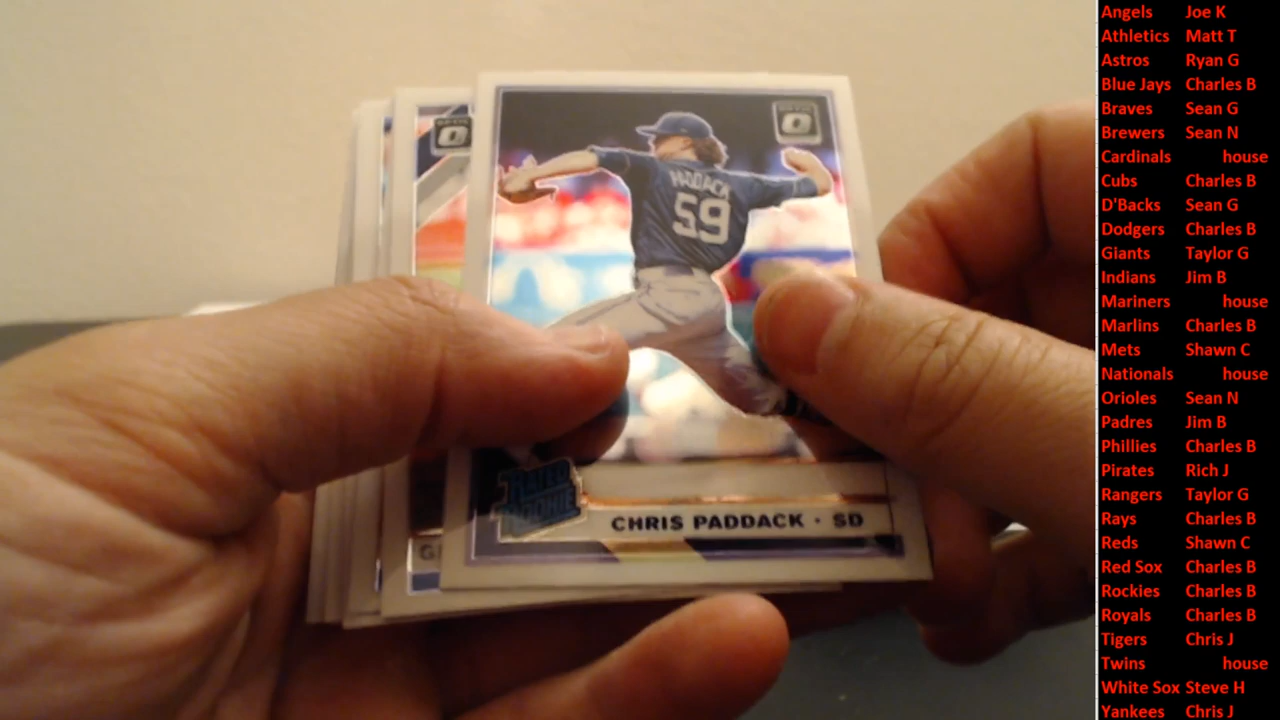 PADDACK
59
OPTIC
RATED
ROOKIE
CHRIS PADDACK · SD
Angels Joe K
Athletics Matt T
Astros Ryan G
Blue Jays Charles B
Braves Sean G
Brewers Sean N
Cardinals house
Cubs Charles B
D'Backs Sean G
Dodgers Charles B
Giants Taylor G
Indians Jim B
Mariners house
Marlins Charles B
Mets Shawn C
Nationals house
Orioles Sean N
Padres Jim B
Phillies Charles B
Pirates Rich J
Rangers Taylor G
Rays Charles B
Reds Shawn C
Red Sox Charles B
Rockies Charles B
Royals Charles B
Tigers Chris J
Twins house
White Sox Steve H
Yankees Chris J